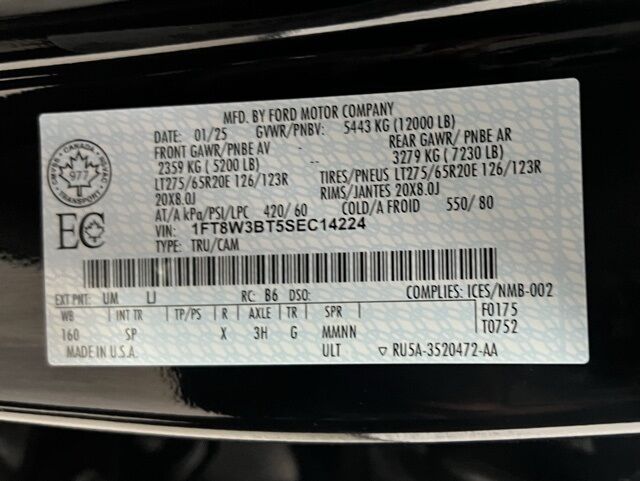 MFD. BY FORD MOTOR COMPANY
DATE: 01/25 GVWR/PNBV: 5443 KG (12000 LB)
FRONT GAWR/PNBE AV - REAR GAWR/ PNBE AR
2359 KG ( 5200 LB) -- 3279 KG ( 7230 LB)
LT275/65R20E 126/123R TIRES/PNEUS LT275/65R20E 126/123R
20X8.0J RIMS/JANTES 20X8.0J
AT/A kPa/PSI/LPC 420/ 60 COLD/A FROID 550/ 80
VIN: 1FT8W3BT5SEC14224
TYPE: TRU/CAM
CANADA
977
TRANSPORT
EC
EXT PNT: UM RC: B6 DSO: COMPLIES: ICES/NMB-002
WB INT TR TP/PS R AXLE TR SPR F0175
160 SP X 3H G MMNN T0752
MADE IN U.S.A. ULT ▽ RU5A-3520472-AA